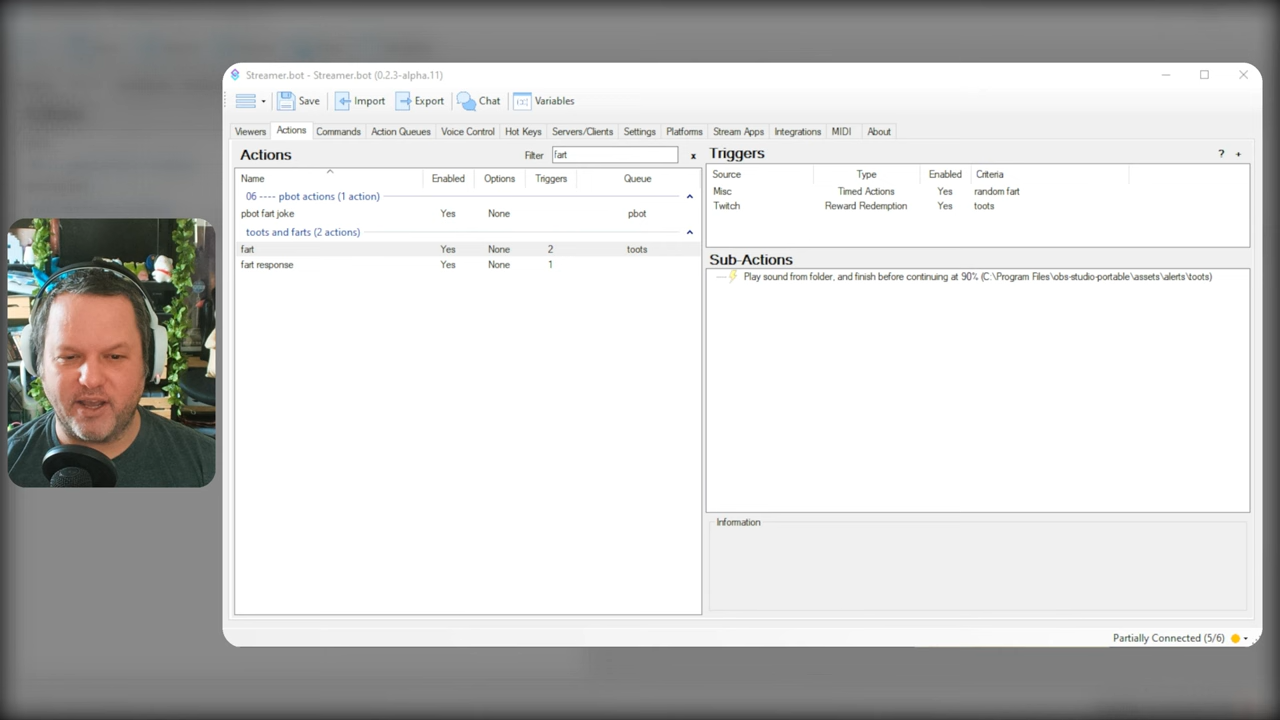 Streamer.bot - Streamer.bot (0.2.3-alpha.11)
Save Import Export Chat Variables
Viewers Actions Commands Action Queues Voice Control Hot Keys Servers/Clients Settings Platforms Stream Apps Integrations MIDI About
Actions Filter fart x
Name Enabled Options Triggers Queue
06 ---- pbot actions (1 action)
pbot fart joke Yes None pbot
toots and farts (2 actions)
fart Yes None 2 toots
fart response Yes None 1
Triggers ? +
Source Type Enabled Criteria
Misc Timed Actions Yes random fart
Twitch Reward Redemption Yes toots
Sub-Actions
Play sound from folder, and finish before continuing at 90% (C:\Program Files\obs-studio-portable\assets\alerts\toots)
Information
Partially Connected (5/6)